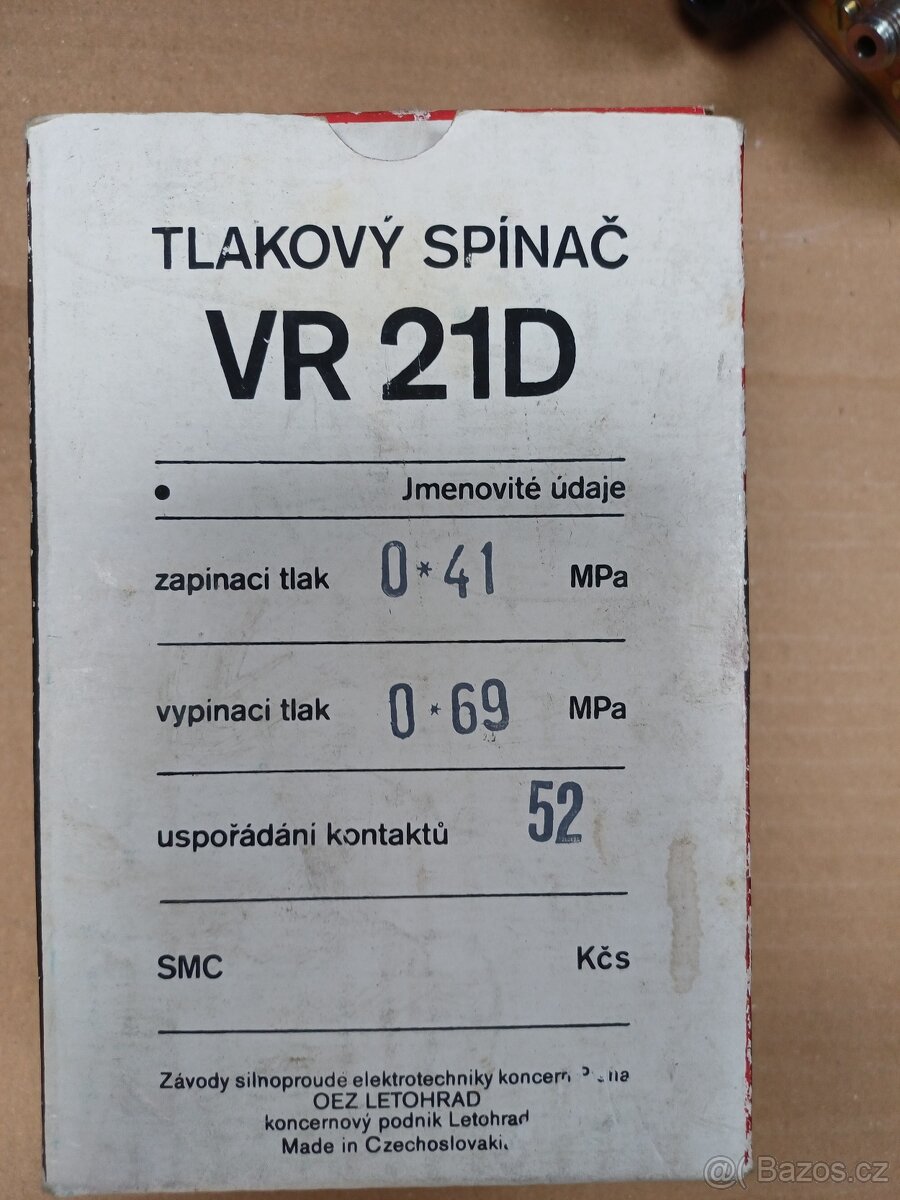 TLAKOVÝ SPÍNAČ
VR 21D
• Jmenovité údaje
zapinaci tlak 0*41 MPa
vypinaci tlak 0*69 MPa
uspořádání kontaktů 52
SMC Kčs
Závody silnoproude elektrotechniky koncern
OEZ LETOHRAD
koncernový podnik Letohrad
Made in Czechoslovakia
@( Bazos.cz